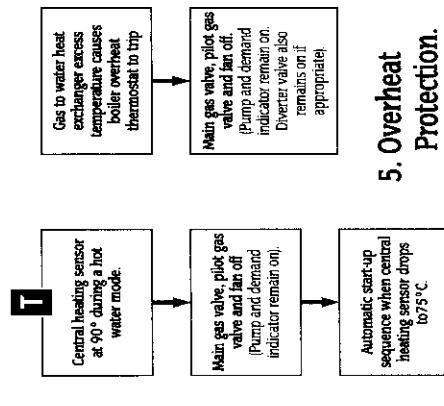 T
Central heating sensor
at 90° during a hot
water mode.
Main gas valve, pilot gas
valve and fan off
(Pump and demand
indicator remain on).
Automatic start-up
sequence when central
heating sensor drops
to75°C.
Gas to water heat
exchanger excess
temperature causes
boiler overheat
thermostat to trip
Main gas valve, pilot gas
valve and fan off.
(Pump and demand
indicator remain on.
Diverter valve also
remains on if
appropriate).
5. Overheat
Protection.